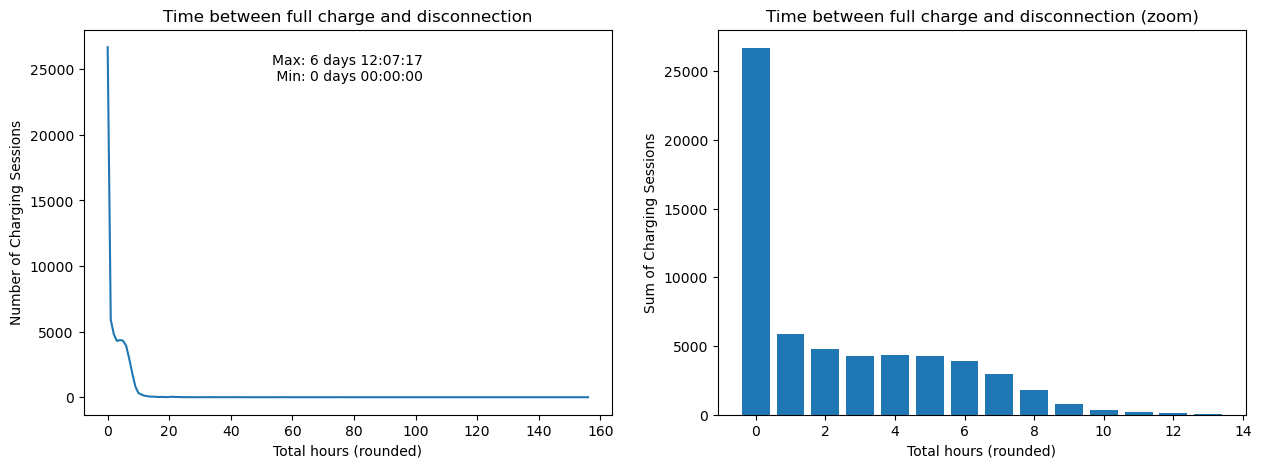 Time between full charge and disconnection
Max: 6 days 12:07:17
Min: 0 days 00:00:00
Number of Charging Sessions
25000
20000
15000
10000
5000
0
0 20 40 60 80 100 120 140 160
Total hours (rounded)
Time between full charge and disconnection (zoom)
Sum of Charging Sessions
25000
20000
15000
10000
5000
0
0 2 4 6 8 10 12 14
Total hours (rounded)